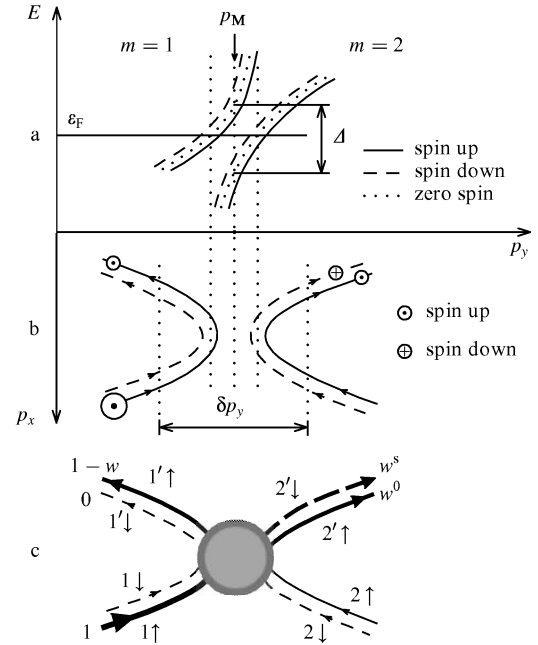 E
p_M
m = 1
m = 2
ε_F
a
Δ
spin up
spin down
zero spin
p_y
b
spin up
spin down
p_x
δp_y
1 − w
1′↑
2′↓
w^s
0
1′↓
w^0
2′↑
c
1↓
2↑
1
1↑
2↓